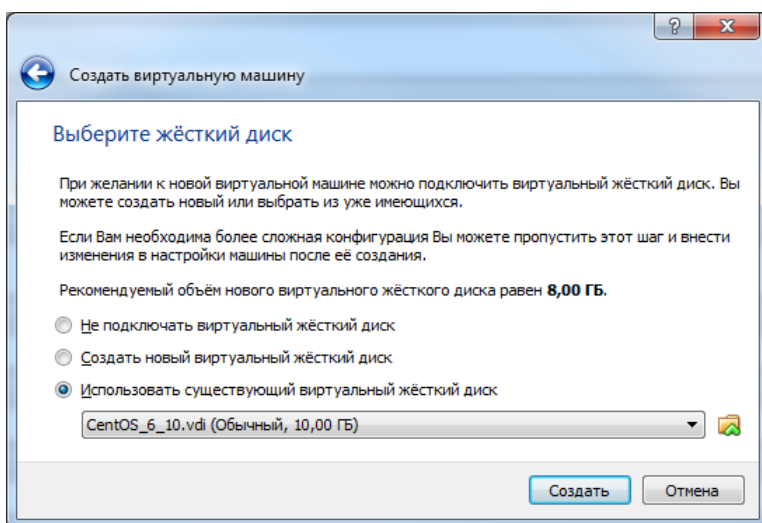 Создать виртуальную машину
Выберите жёсткий диск
При желании к новой виртуальной машине можно подключить виртуальный жёсткий диск. Вы
можете создать новый или выбрать из уже имеющихся.
Если Вам необходима более сложная конфигурация Вы можете пропустить этот шаг и внести
изменения в настройки машины после её создания.
Рекомендуемый объём нового виртуального жёсткого диска равен 8,00 ГБ.
Не подключать виртуальный жёсткий диск
Создать новый виртуальный жёсткий диск
Использовать существующий виртуальный жёсткий диск
CentOS_6_10.vdi (Обычный, 10,00 ГБ)
Создать
Отмена